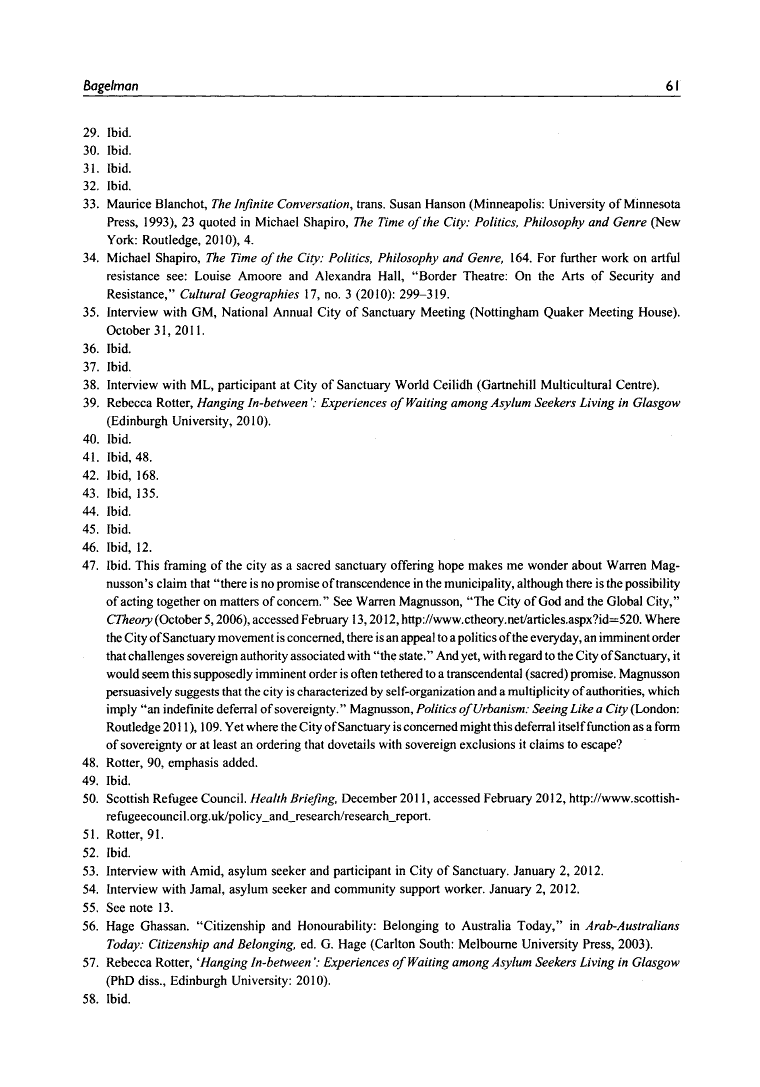 Bagelman 61
29. Ibid.
30. Ibid.
31. Ibid.
32. Ibid.
33. Maurice Blanchot, The Infinite Conversation, trans. Susan Hanson (Minneapolis: University of Minnesota
Press, 1993), 23 quoted in Michael Shapiro, The Time of the City: Politics, Philosophy and Genre (New
York: Routledge, 2010), 4.
34. Michael Shapiro, The Time of the City: Politics, Philosophy and Genre, 164. For further work on artful
resistance see: Louise Amoore and Alexandra Hall, “Border Theatre: On the Arts of Security and
Resistance,” Cultural Geographies 17, no. 3 (2010): 299–319.
35. Interview with GM, National Annual City of Sanctuary Meeting (Nottingham Quaker Meeting House).
October 31, 2011.
36. Ibid.
37. Ibid.
38. Interview with ML, participant at City of Sanctuary World Ceilidh (Gartnehill Multicultural Centre).
39. Rebecca Rotter, Hanging In-between’: Experiences of Waiting among Asylum Seekers Living in Glasgow
(Edinburgh University, 2010).
40. Ibid.
41. Ibid, 48.
42. Ibid, 168.
43. Ibid, 135.
44. Ibid.
45. Ibid.
46. Ibid, 12.
47. Ibid. This framing of the city as a sacred sanctuary offering hope makes me wonder about Warren Mag-
nusson’s claim that “there is no promise of transcendence in the municipality, although there is the possibility
of acting together on matters of concern.” See Warren Magnusson, “The City of God and the Global City,”
CTheory (October 5, 2006), accessed February 13, 2012, http://www.ctheory.net/articles.aspx?id=520. Where
the City of Sanctuary movement is concerned, there is an appeal to a politics of the everyday, an imminent order
that challenges sovereign authority associated with “the state.” And yet, with regard to the City of Sanctuary, it
would seem this supposedly imminent order is often tethered to a transcendental (sacred) promise. Magnusson
persuasively suggests that the city is characterized by self-organization and a multiplicity of authorities, which
imply “an indefinite deferral of sovereignty.” Magnusson, Politics of Urbanism: Seeing Like a City (London:
Routledge 2011), 109. Yet where the City of Sanctuary is concerned might this deferral itself function as a form
of sovereignty or at least an ordering that dovetails with sovereign exclusions it claims to escape?
48. Rotter, 90, emphasis added.
49. Ibid.
50. Scottish Refugee Council. Health Briefing, December 2011, accessed February 2012, http://www.scottish-
refugeecouncil.org.uk/policy_and_research/research_report.
51. Rotter, 91.
52. Ibid.
53. Interview with Amid, asylum seeker and participant in City of Sanctuary. January 2, 2012.
54. Interview with Jamal, asylum seeker and community support worker. January 2, 2012.
55. See note 13.
56. Hage Ghassan. “Citizenship and Honourability: Belonging to Australia Today,” in Arab-Australians
Today: Citizenship and Belonging, ed. G. Hage (Carlton South: Melbourne University Press, 2003).
57. Rebecca Rotter, ‘Hanging In-between’: Experiences of Waiting among Asylum Seekers Living in Glasgow
(PhD diss., Edinburgh University: 2010).
58. Ibid.